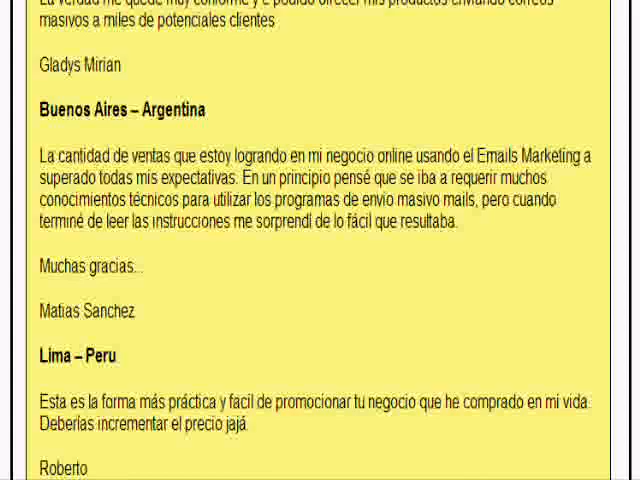 La verdad me quede muy conforme y e podido ofrecer mis productos enviando correos
masivos a miles de potenciales clientes
Gladys Mirian
Buenos Aires – Argentina
La cantidad de ventas que estoy logrando en mi negocio online usando el Emails Marketing a
superado todas mis expectativas. En un principio pensé que se iba a requerir muchos
conocimientos técnicos para utilizar los programas de envio masivo mails, pero cuando
terminé de leer las instrucciones me sorprendí de lo fácil que resultaba.
Muchas gracias...
Matias Sanchez
Lima – Peru
Esta es la forma más práctica y facil de promocionar tu negocio que he comprado en mi vida.
Deberías incrementar el precio jajá.
Roberto